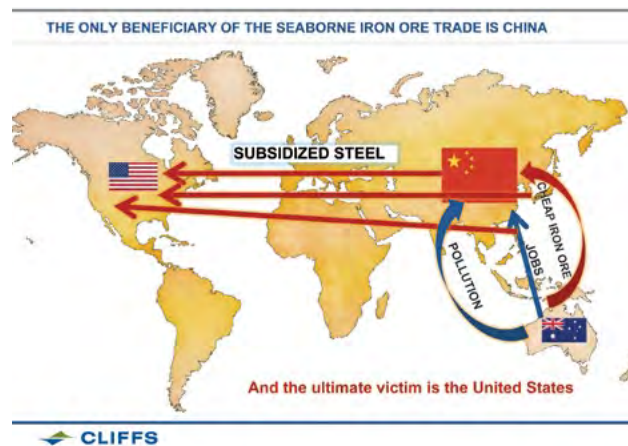 THE ONLY BENEFICIARY OF THE SEABORNE IRON ORE TRADE IS CHINA
SUBSIDIZED STEEL
CHEAP IRON ORE
POLLUTION
JOBS
And the ultimate victim is the United States
CLIFFS